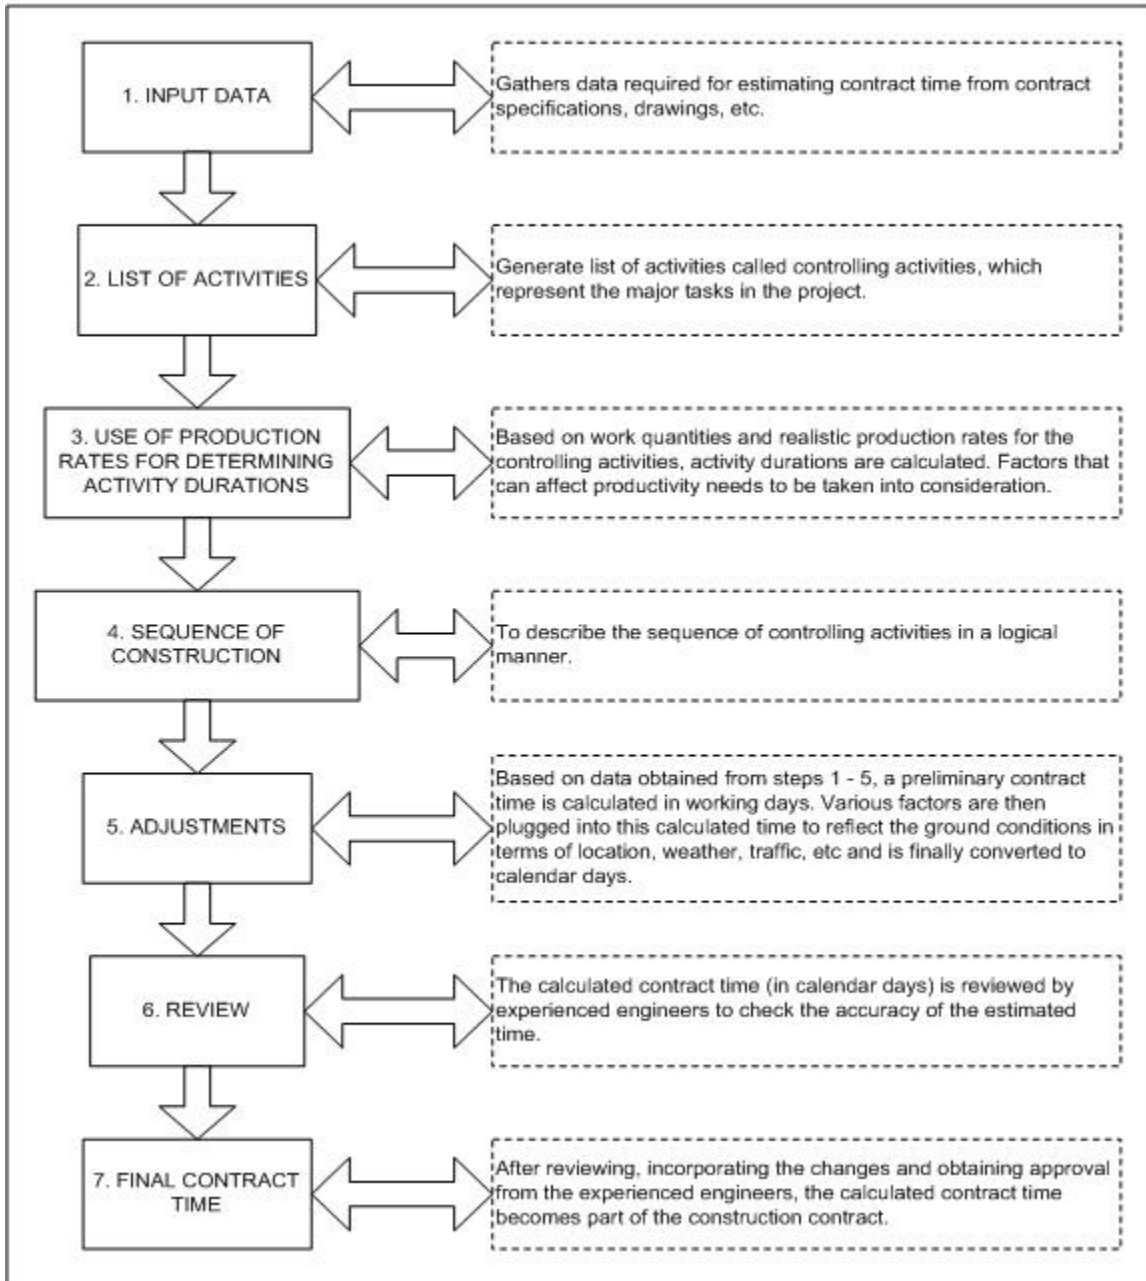 1. INPUT DATA
Gathers data required for estimating contract time from contract
specifications, drawings, etc.
2. LIST OF ACTIVITIES
Generate list of activities called controlling activities, which
represent the major tasks in the project.
3. USE OF PRODUCTION
RATES FOR DETERMINING
ACTIVITY DURATIONS
Based on work quantities and realistic production rates for the
controlling activities, activity durations are calculated. Factors that
can affect productivity needs to be taken into consideration.
4. SEQUENCE OF
CONSTRUCTION
To describe the sequence of controlling activities in a logical
manner.
5. ADJUSTMENTS
Based on data obtained from steps 1 - 5, a preliminary contract
time is calculated in working days. Various factors are then
plugged into this calculated time to reflect the ground conditions in
terms of location, weather, traffic, etc and is finally converted to
calendar days.
6. REVIEW
The calculated contract time (in calendar days) is reviewed by
experienced engineers to check the accuracy of the estimated
time.
7. FINAL CONTRACT
TIME
After reviewing, incorporating the changes and obtaining approval
from the experienced engineers, the calculated contract time
becomes part of the construction contract.